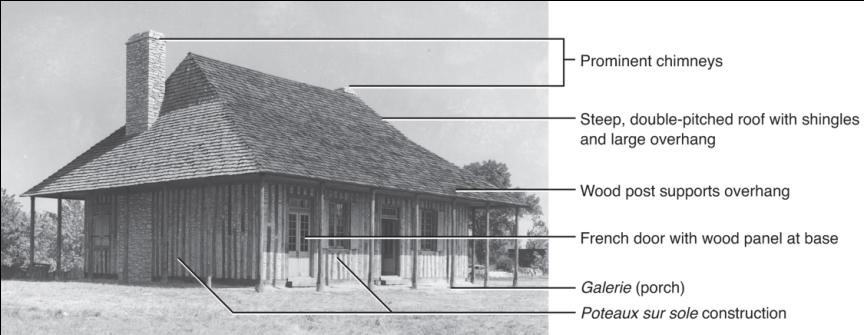 Prominent chimneys
Steep, double-pitched roof with shingles
and large overhang
Wood post supports overhang
French door with wood panel at base
Galerie (porch)
Poteaux sur sole construction